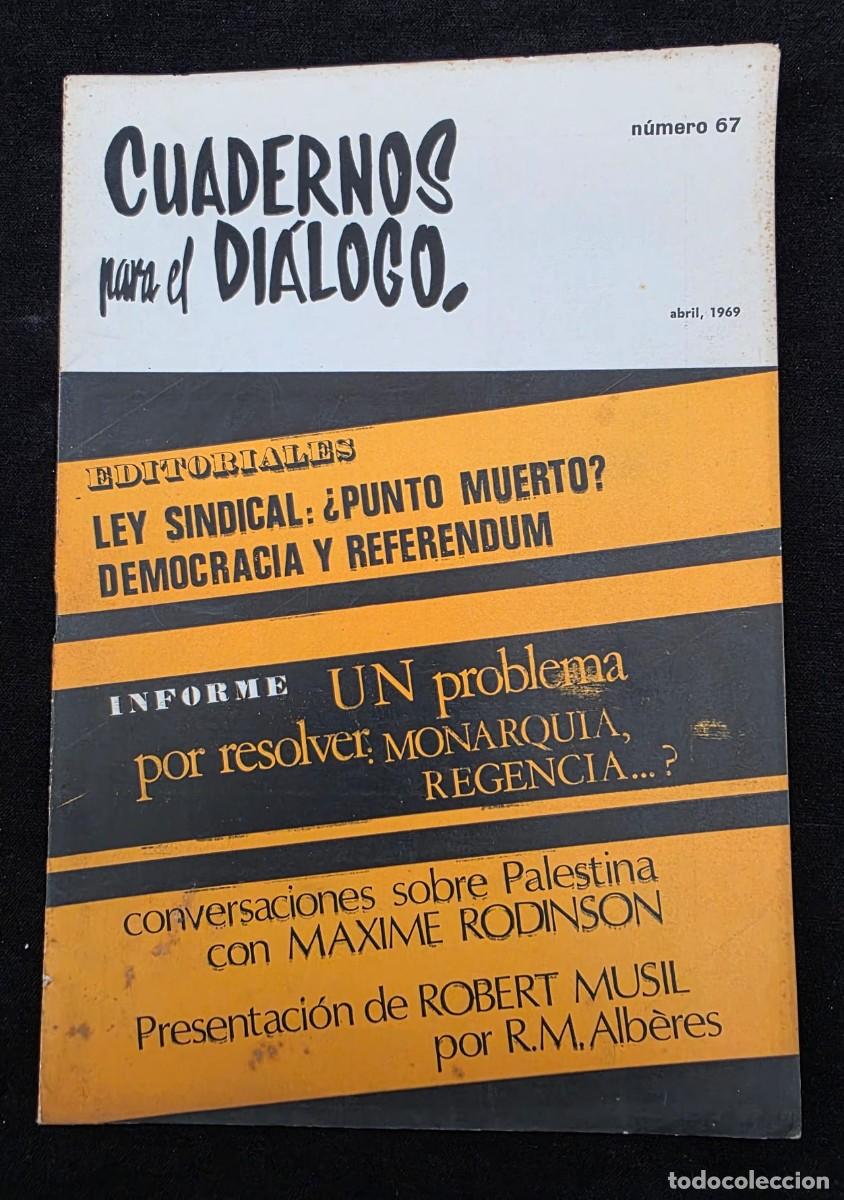 CUADERNOS
para el DIÁLOGO.
número 67
abril, 1969
EDITORIALES
LEY SINDICAL: ¿PUNTO MUERTO?
DEMOCRACIA Y REFERENDUM
INFORME UN problema
por resolver: MONARQUIA,
REGENCIA...?
conversaciones sobre Palestina
con MAXIME RODINSON
Presentación de ROBERT MUSIL
por R.M. Albères
todocoleccion